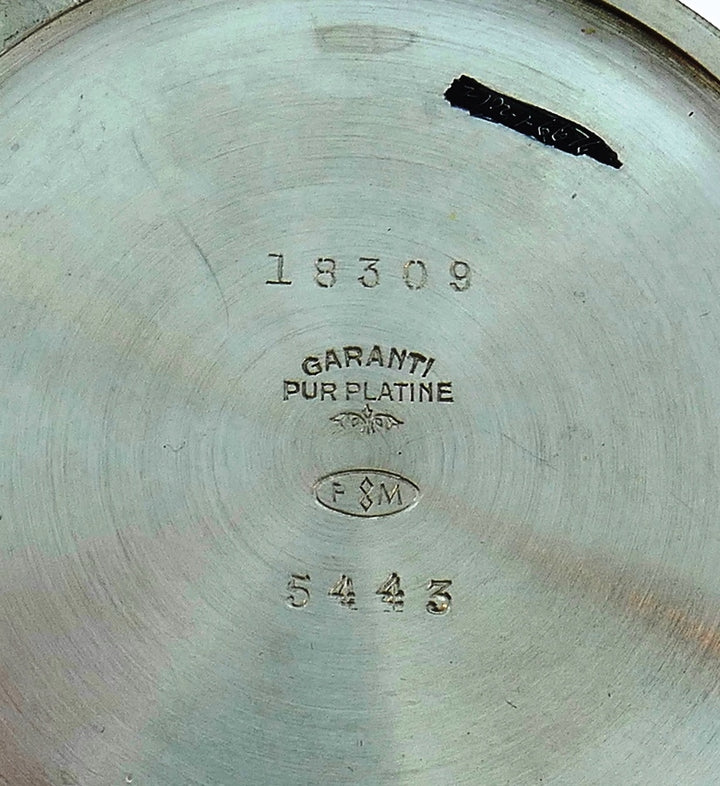 18309
GARANTI
PUR PLATINE
F M
5443